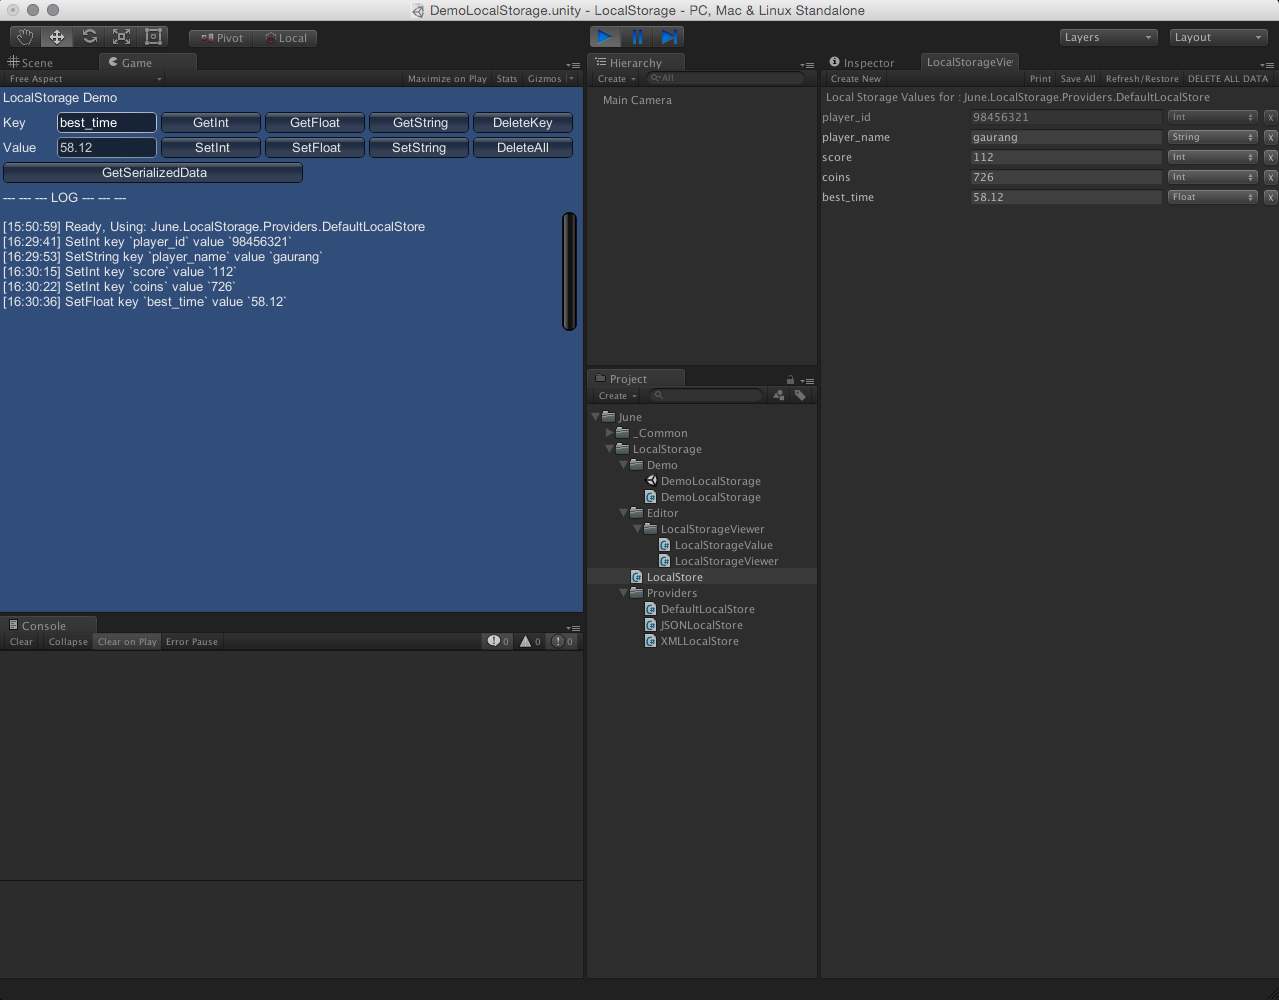 DemoLocalStorage.unity - LocalStorage - PC, Mac & Linux Standalone
Pivot Local Layers Layout
Scene Game
Free Aspect Maximize on Play Stats Gizmos
LocalStorage Demo
Key best_time GetInt GetFloat GetString DeleteKey
Value 58.12 SetInt SetFloat SetString DeleteAll
GetSerializedData
--- --- --- LOG --- --- ---
[15:50:59] Ready, Using: June.LocalStorage.Providers.DefaultLocalStore
[16:29:41] SetInt key `player_id` value `98456321`
[16:29:53] SetString key `player_name` value `gaurang`
[16:30:15] SetInt key `score` value `112`
[16:30:22] SetInt key `coins` value `726`
[16:30:36] SetFloat key `best_time` value `58.12`
Console
Clear Collapse Clear on Play Error Pause 0 0 0
Hierarchy
Create All
Main Camera
Project
Create
June
_Common
LocalStorage
Demo
DemoLocalStorage
DemoLocalStorage
Editor
LocalStorageViewer
LocalStorageValue
LocalStorageViewer
LocalStore
Providers
DefaultLocalStore
JSONLocalStore
XMLLocalStore
Inspector LocalStorageVie
Create New Print Save All Refresh/Restore DELETE ALL DATA
Local Storage Values for : June.LocalStorage.Providers.DefaultLocalStore
player_id 98456321 Int x
player_name gaurang String x
score 112 Int x
coins 726 Int x
best_time 58.12 Float x